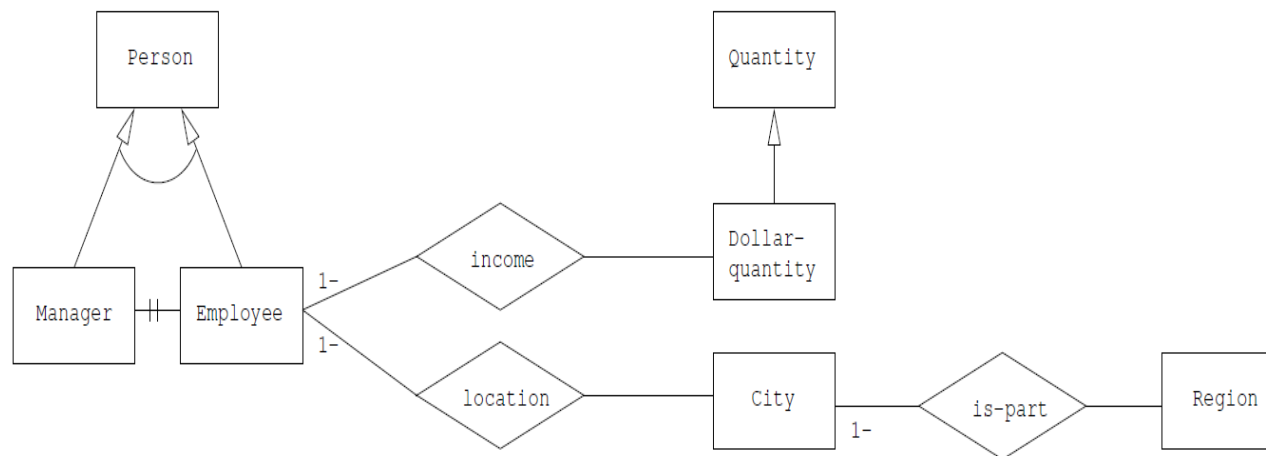 Person
Quantity
Dollar-
quantity
income
1-
Manager
Employee
1-
location
City
1-
is-part
Region